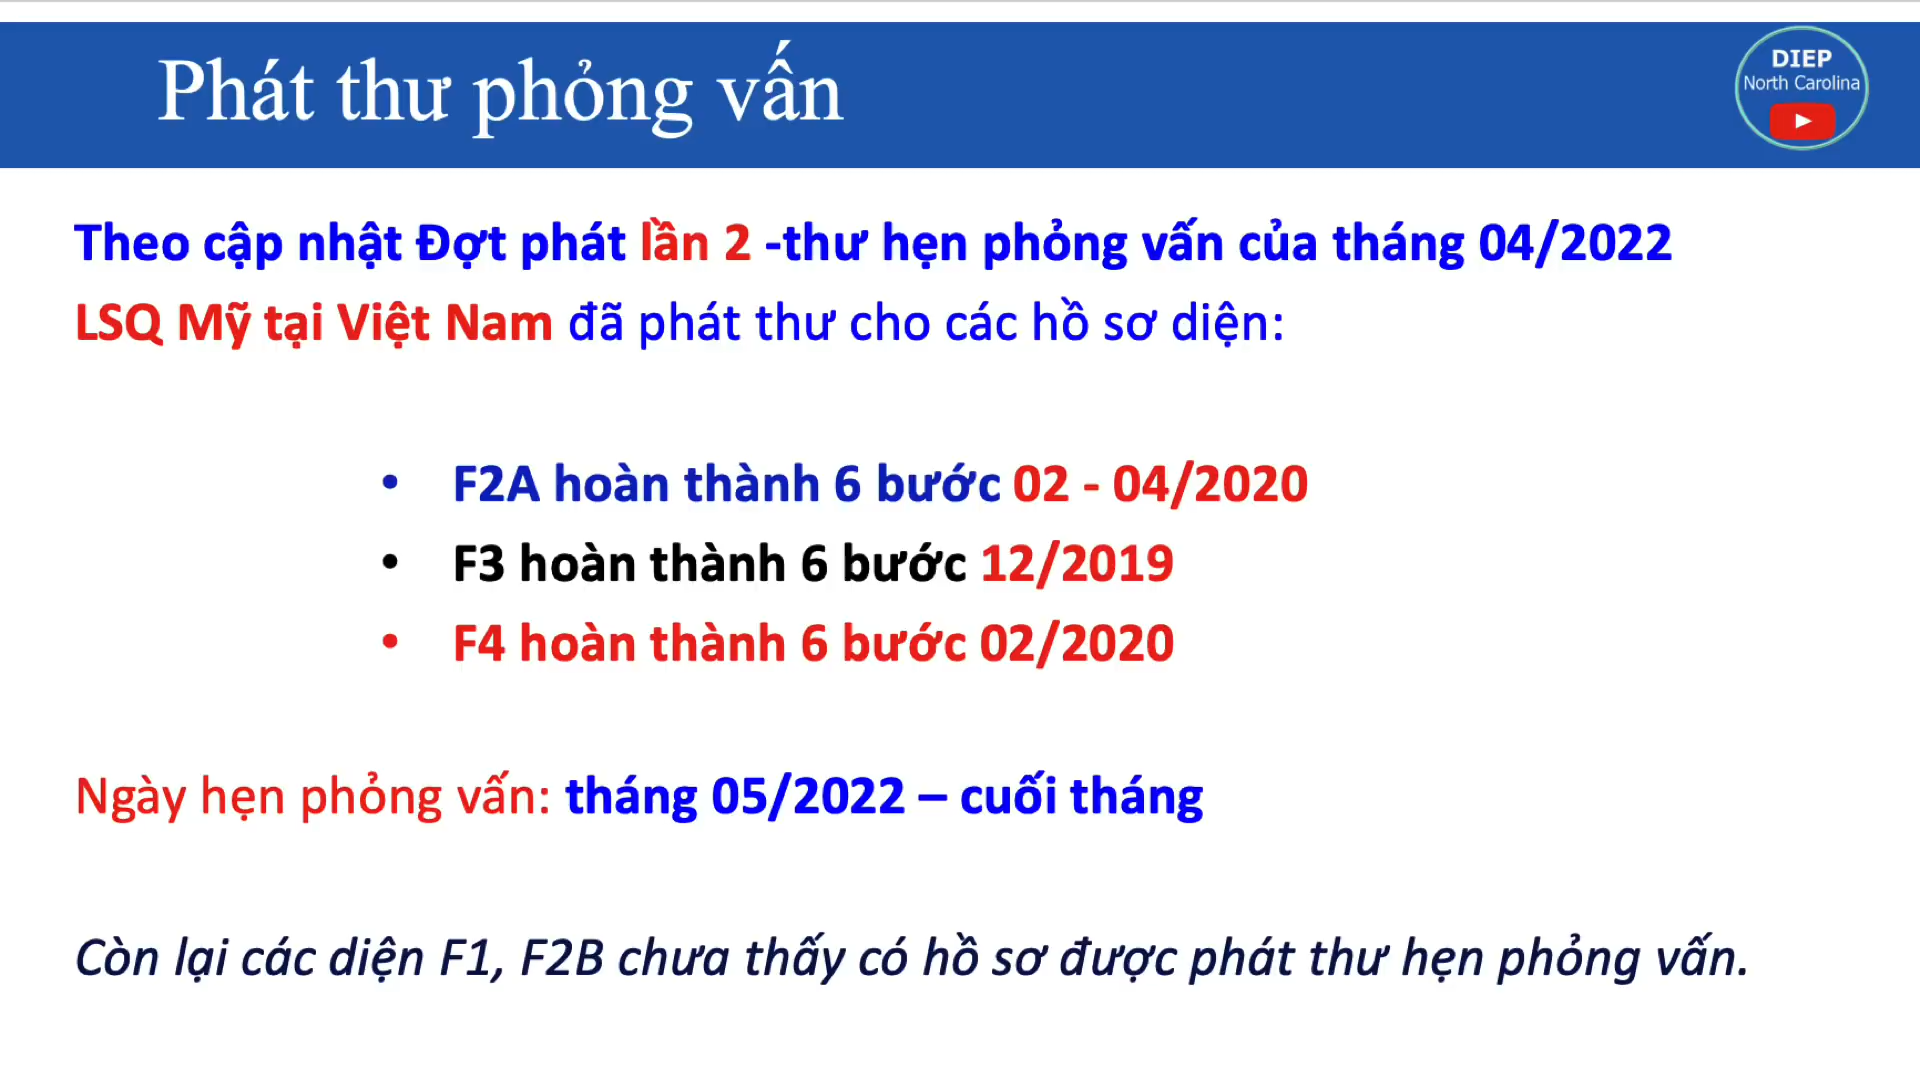 Phát thư phỏng vấn
DIEP
North Carolina
Theo cập nhật Đợt phát lần 2 -thư hẹn phỏng vấn của tháng 04/2022
LSQ Mỹ tại Việt Nam đã phát thư cho các hồ sơ diện:
• F2A hoàn thành 6 bước 02 - 04/2020
• F3 hoàn thành 6 bước 12/2019
• F4 hoàn thành 6 bước 02/2020
Ngày hẹn phỏng vấn: tháng 05/2022 – cuối tháng
Còn lại các diện F1, F2B chưa thấy có hồ sơ được phát thư hẹn phỏng vấn.